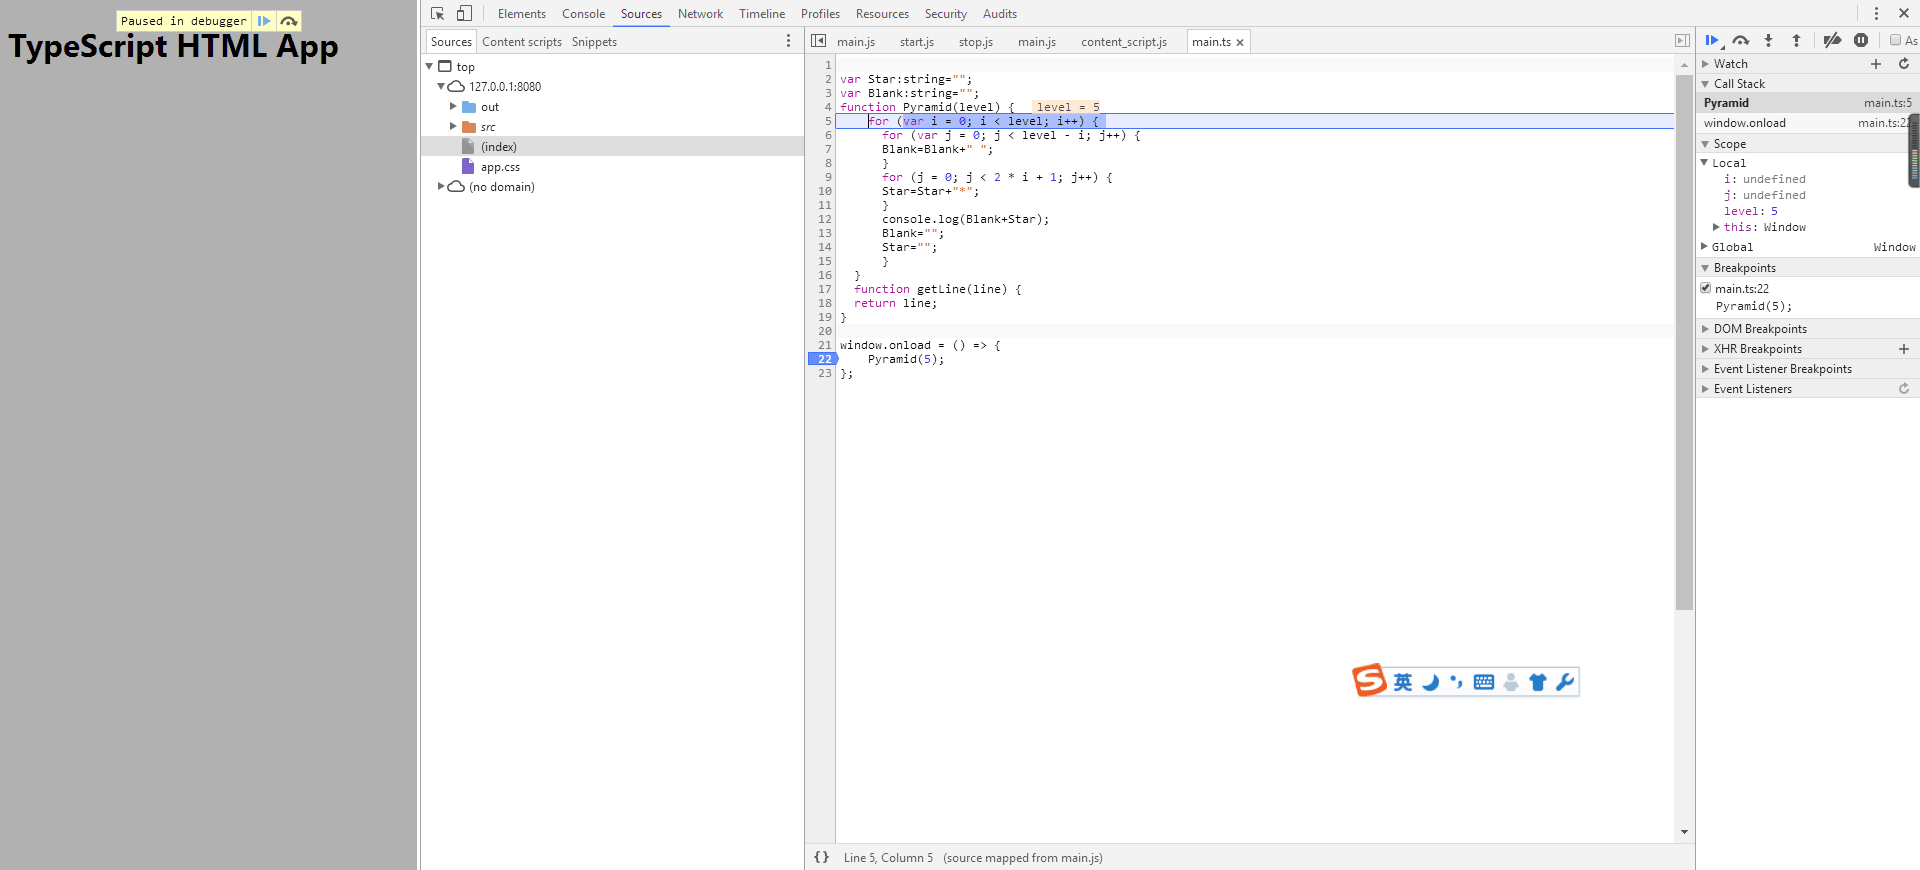 Paused in debugger
TypeScript HTML App
Elements Console Sources Network Timeline Profiles Resources Security Audits
Sources Content scripts Snippets
top
127.0.0.1:8080
out
src
(index)
app.css
(no domain)
main.js start.js stop.js main.js content_script.js main.ts
1
2 var Star:string="";
3 var Blank:string="";
4 function Pyramid(level) { level = 5
5 for (var i = 0; i < level; i++) {
6 for (var j = 0; j < level - i; j++) {
7 Blank=Blank+" ";
8 }
9 for (j = 0; j < 2 * i + 1; j++) {
10 Star=Star+"*";
11 }
12 console.log(Blank+Star);
13 Blank="";
14 Star="";
15 }
16 }
17 function getLine(line) {
18 return line;
19 }
20
21 window.onload = () => {
22 Pyramid(5);
23 };
{} Line 5, Column 5 (source mapped from main.js)
As
Watch
Call Stack
Pyramid main.ts:5
window.onload main.ts:22
Scope
Local
i: undefined
j: undefined
level: 5
this: Window
Global Window
Breakpoints
main.ts:22
Pyramid(5);
DOM Breakpoints
XHR Breakpoints
Event Listener Breakpoints
Event Listeners
S 英